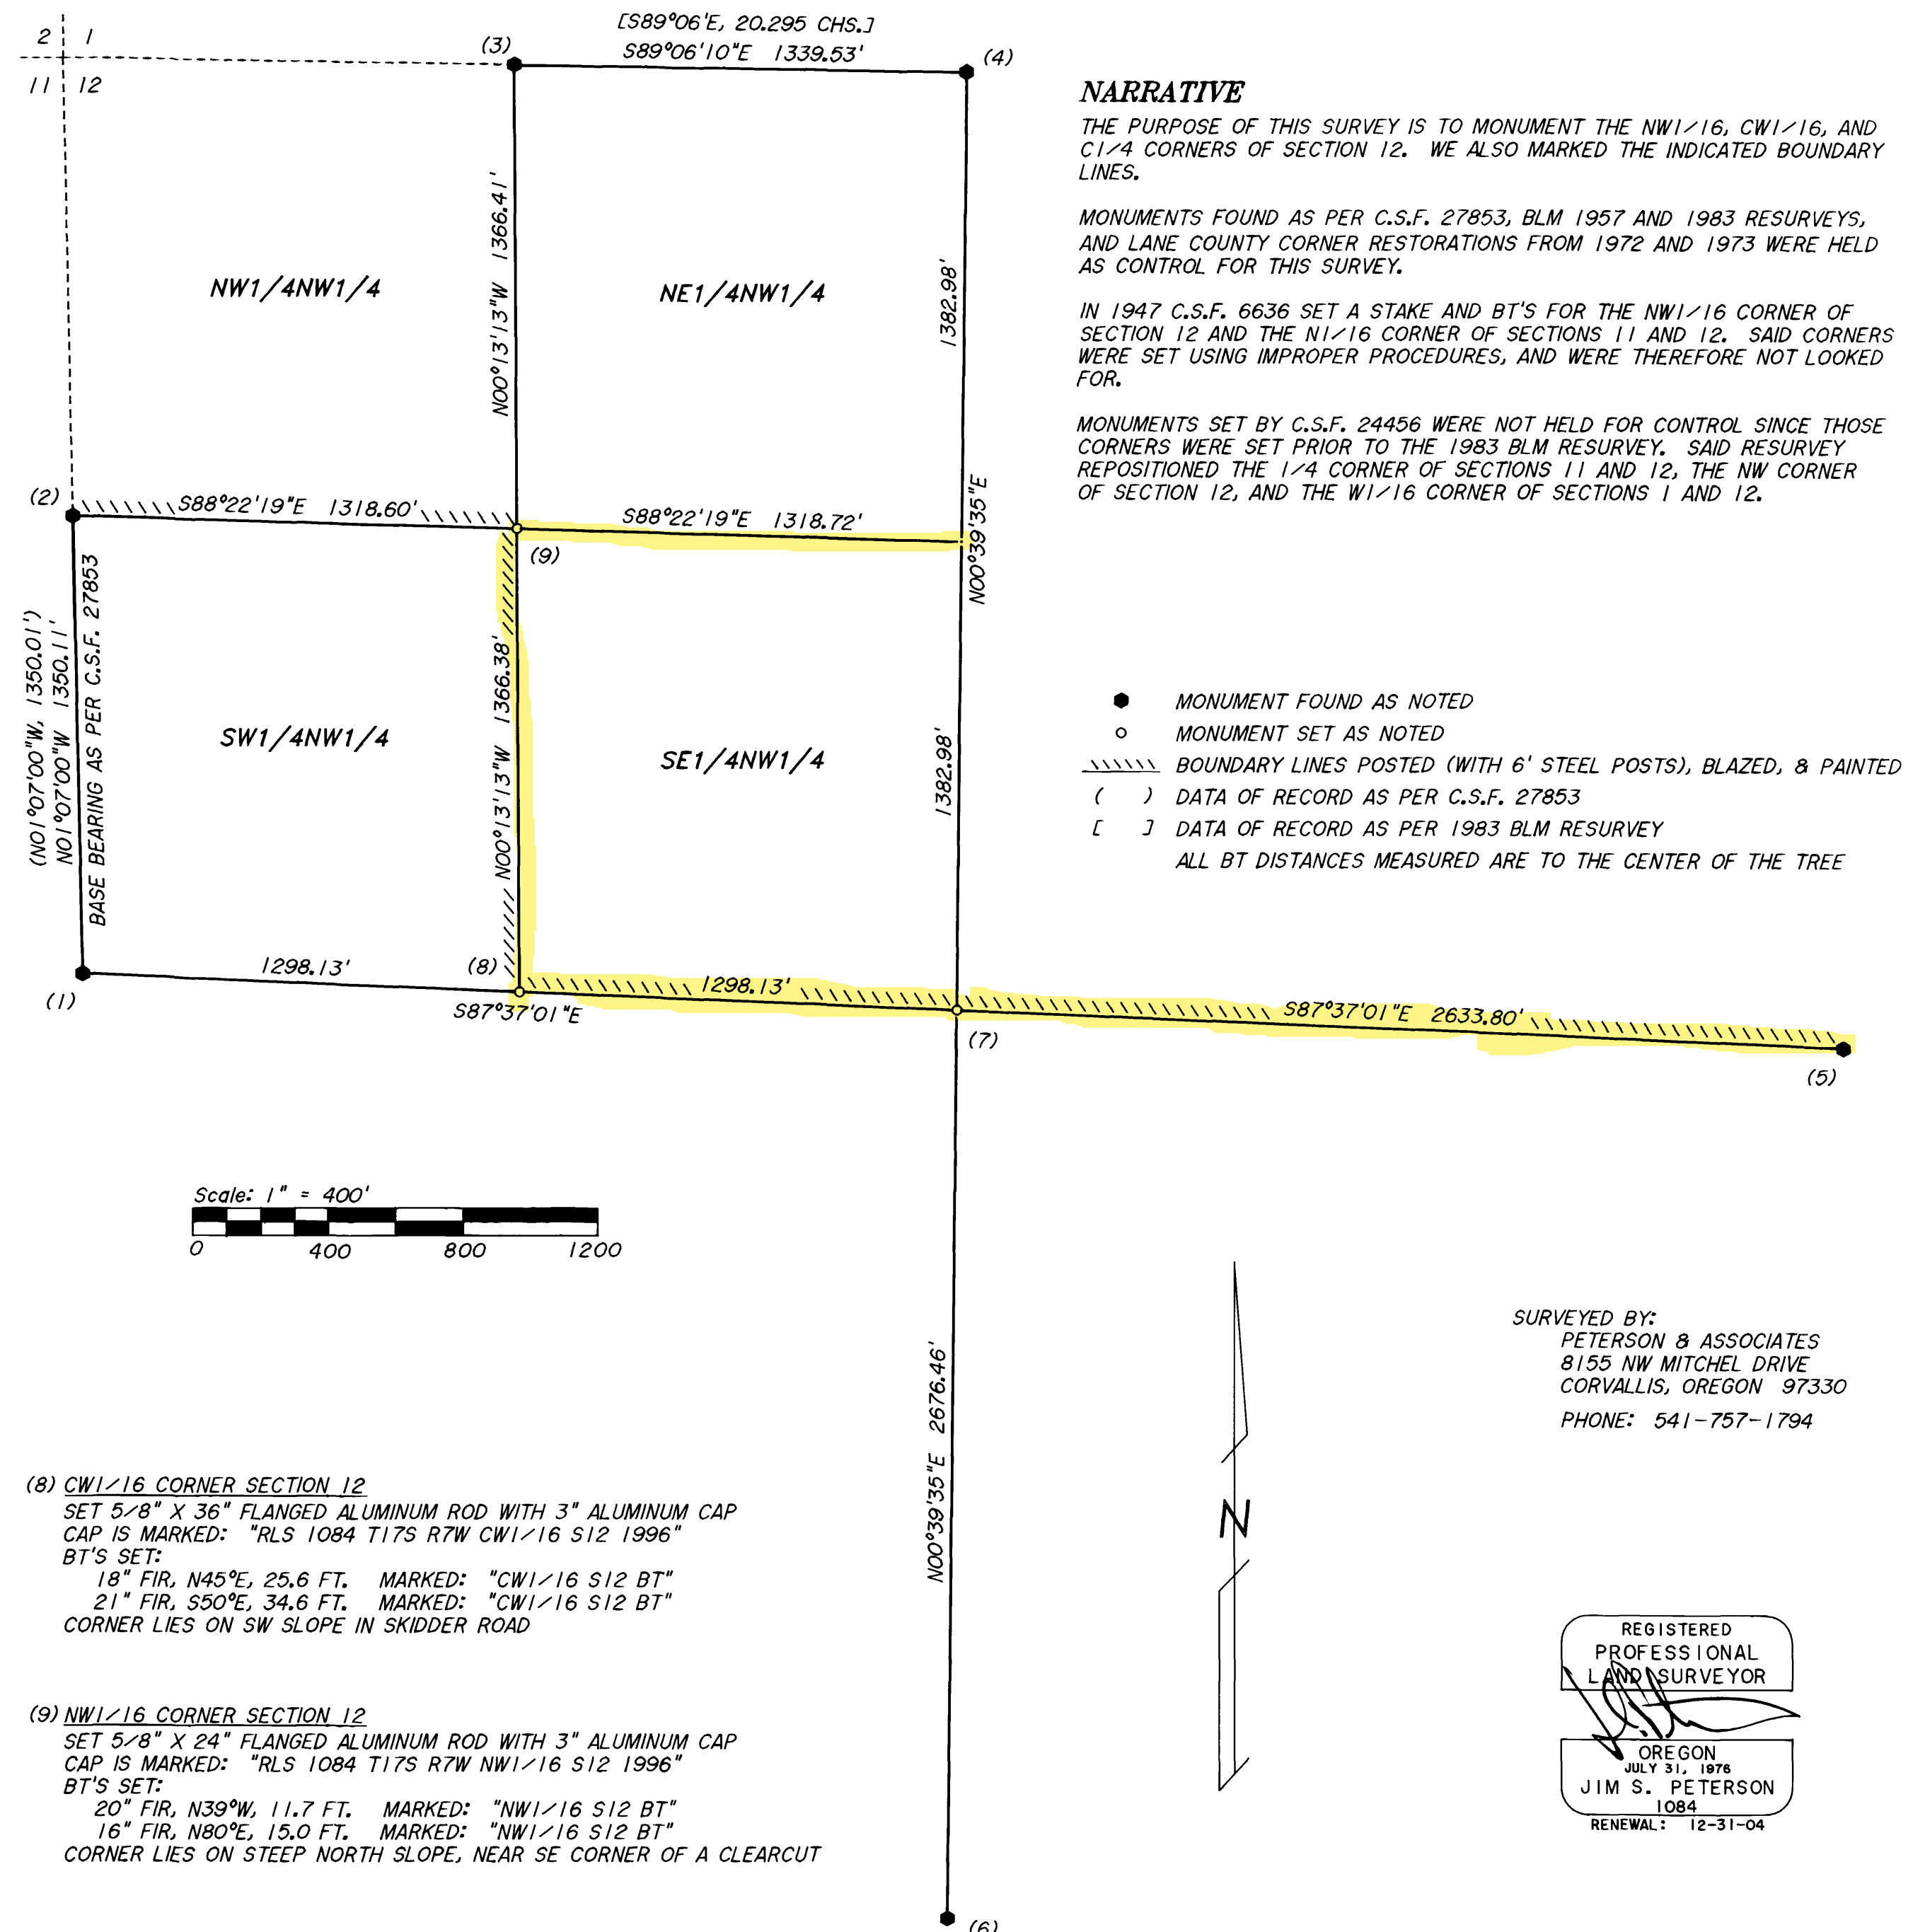 [S89°06'E, 20.295 CHS.]
S89°06'10"E 1339.53'
2 1
11 12
(3)
(4)
N00°13'13"W 1366.41'
1382.98'
NW1/4NW1/4
NE1/4NW1/4
(2)
S88°22'19"E 1318.60'
S88°22'19"E 1318.72'
(9)
N00°39'35"E
(N01°07'00"W, 1350.01')
N01°07'00"W 1350.11'
BASE BEARING AS PER C.S.F. 27853
SW1/4NW1/4
N00°13'13"W 1366.38'
SE1/4NW1/4
1382.98'
(1)
1298.13'
(8)
S87°37'01"E
1298.13'
(7)
S87°37'01"E 2633.80'
(5)
N00°39'35"E 2676.46'
(6)
NARRATIVE
THE PURPOSE OF THIS SURVEY IS TO MONUMENT THE NW1/16, CW1/16, AND
C1/4 CORNERS OF SECTION 12. WE ALSO MARKED THE INDICATED BOUNDARY
LINES.
MONUMENTS FOUND AS PER C.S.F. 27853, BLM 1957 AND 1983 RESURVEYS,
AND LANE COUNTY CORNER RESTORATIONS FROM 1972 AND 1973 WERE HELD
AS CONTROL FOR THIS SURVEY.
IN 1947 C.S.F. 6636 SET A STAKE AND BT'S FOR THE NW1/16 CORNER OF
SECTION 12 AND THE N1/16 CORNER OF SECTIONS 11 AND 12. SAID CORNERS
WERE SET USING IMPROPER PROCEDURES, AND WERE THEREFORE NOT LOOKED
FOR.
MONUMENTS SET BY C.S.F. 24456 WERE NOT HELD FOR CONTROL SINCE THOSE
CORNERS WERE SET PRIOR TO THE 1983 BLM RESURVEY. SAID RESURVEY
REPOSITIONED THE 1/4 CORNER OF SECTIONS 11 AND 12, THE NW CORNER
OF SECTION 12, AND THE W1/16 CORNER OF SECTIONS 1 AND 12.
MONUMENT FOUND AS NOTED
MONUMENT SET AS NOTED
BOUNDARY LINES POSTED (WITH 6' STEEL POSTS), BLAZED, & PAINTED
( ) DATA OF RECORD AS PER C.S.F. 27853
[ ] DATA OF RECORD AS PER 1983 BLM RESURVEY
ALL BT DISTANCES MEASURED ARE TO THE CENTER OF THE TREE
Scale: 1" = 400'
0 400 800 1200
N
SURVEYED BY:
PETERSON & ASSOCIATES
8155 NW MITCHEL DRIVE
CORVALLIS, OREGON 97330
PHONE: 541-757-1794
(8) CW1/16 CORNER SECTION 12
SET 5/8" X 36" FLANGED ALUMINUM ROD WITH 3" ALUMINUM CAP
CAP IS MARKED: "RLS 1084 T17S R7W CW1/16 S12 1996"
BT'S SET:
18" FIR, N45°E, 25.6 FT. MARKED: "CW1/16 S12 BT"
21" FIR, S50°E, 34.6 FT. MARKED: "CW1/16 S12 BT"
CORNER LIES ON SW SLOPE IN SKIDDER ROAD
(9) NW1/16 CORNER SECTION 12
SET 5/8" X 24" FLANGED ALUMINUM ROD WITH 3" ALUMINUM CAP
CAP IS MARKED: "RLS 1084 T17S R7W NW1/16 S12 1996"
BT'S SET:
20" FIR, N39°W, 11.7 FT. MARKED: "NW1/16 S12 BT"
16" FIR, N80°E, 15.0 FT. MARKED: "NW1/16 S12 BT"
CORNER LIES ON STEEP NORTH SLOPE, NEAR SE CORNER OF A CLEARCUT
REGISTERED
PROFESSIONAL
LAND SURVEYOR
OREGON
JULY 31, 1976
JIM S. PETERSON
1084
RENEWAL: 12-31-04